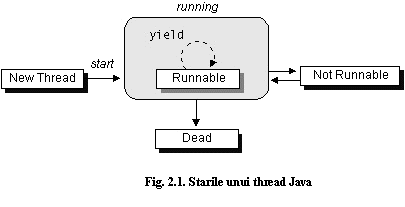 running
yield
start
New Thread
Runnable
Not Runnable
Dead
Fig. 2.1. Starile unui thread Java